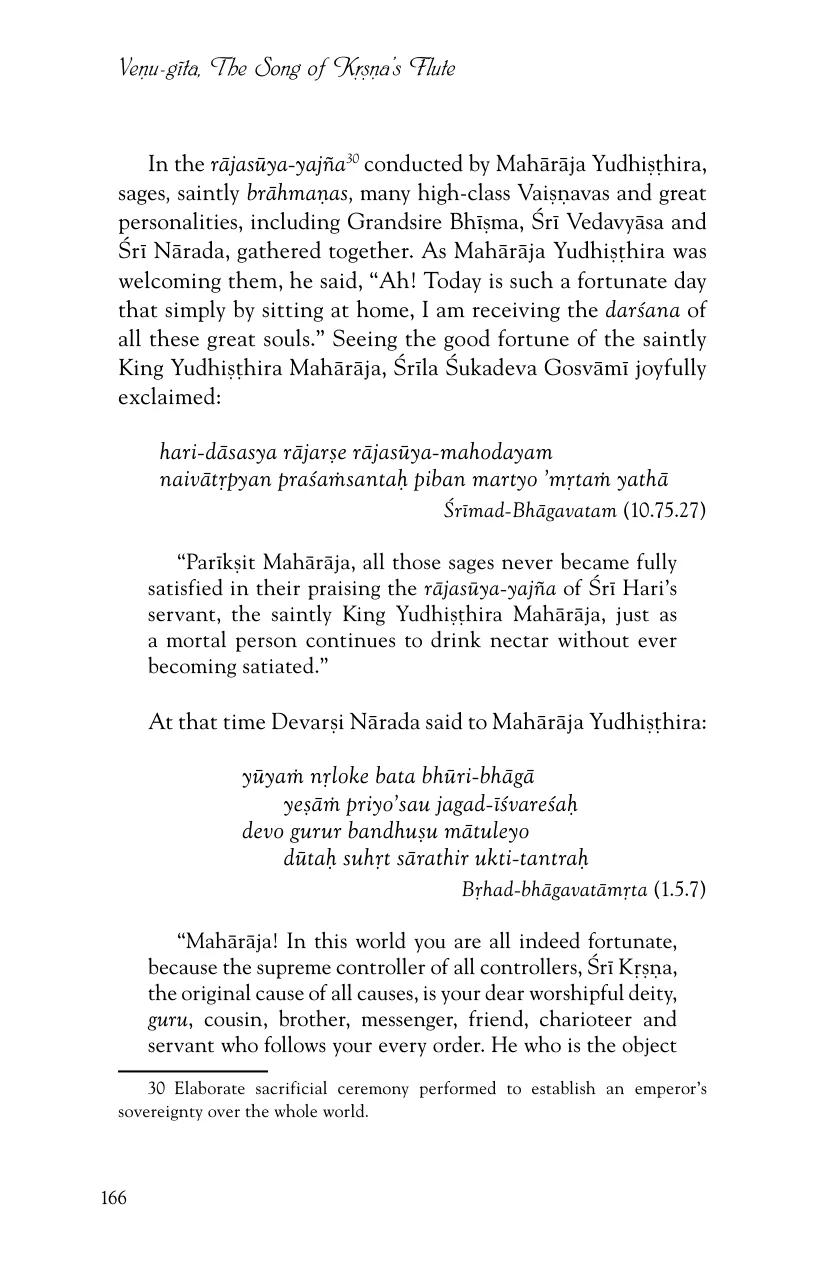 Veṇu-gīta, The Song of Kṛṣṇa's Flute
In the rājasūya-yajña30 conducted by Mahārāja Yudhiṣṭhira,
sages, saintly brāhmaṇas, many high-class Vaiṣṇavas and great
personalities, including Grandsire Bhīṣma, Śrī Vedavyāsa and
Śrī Nārada, gathered together. As Mahārāja Yudhiṣṭhira was
welcoming them, he said, “Ah! Today is such a fortunate day
that simply by sitting at home, I am receiving the darśana of
all these great souls.” Seeing the good fortune of the saintly
King Yudhiṣṭhira Mahārāja, Śrīla Śukadeva Gosvāmī joyfully
exclaimed:
hari-dāsasya rājarṣe rājasūya-mahodayam
naivātṛpyan praśaṁsantaḥ piban martyo ’mṛtaṁ yathā
Śrīmad-Bhāgavatam (10.75.27)
“Parīkṣit Mahārāja, all those sages never became fully
satisfied in their praising the rājasūya-yajña of Śrī Hari’s
servant, the saintly King Yudhiṣṭhira Mahārāja, just as
a mortal person continues to drink nectar without ever
becoming satiated.”
At that time Devarṣi Nārada said to Mahārāja Yudhiṣṭhira:
yūyaṁ nṛloke bata bhūri-bhāgā
yeṣāṁ priyo’sau jagad-īśvareśaḥ
devo gurur bandhuṣu mātuleyo
dūtaḥ suhṛt sārathir ukti-tantraḥ
Bṛhad-bhāgavatāmṛta (1.5.7)
“Mahārāja! In this world you are all indeed fortunate,
because the supreme controller of all controllers, Śrī Kṛṣṇa,
the original cause of all causes, is your dear worshipful deity,
guru, cousin, brother, messenger, friend, charioteer and
servant who follows your every order. He who is the object
30 Elaborate sacrificial ceremony performed to establish an emperor’s
sovereignty over the whole world.
166